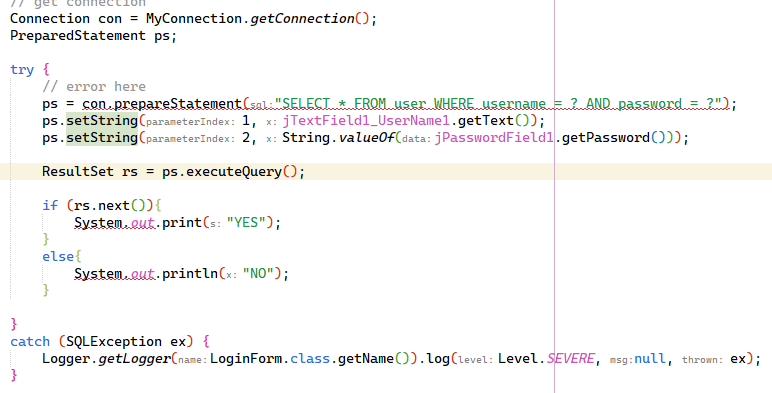 // get connection
Connection con = MyConnection.getConnection();
PreparedStatement ps;
try {
// error here
ps = con.prepareStatement(sql:"SELECT * FROM user WHERE username = ? AND password = ?");
ps.setString(parameterIndex: 1, x: jTextField1_UserName1.getText());
ps.setString(parameterIndex: 2, x: String.valueOf(data: jPasswordField1.getPassword()));
ResultSet rs = ps.executeQuery();
if (rs.next()){
System.out.print(s: "YES");
}
else{
System.out.println(x: "NO");
}
}
catch (SQLException ex) {
Logger.getLogger(name: LoginForm.class.getName()).log(level: Level.SEVERE, msg:null, thrown: ex);
}